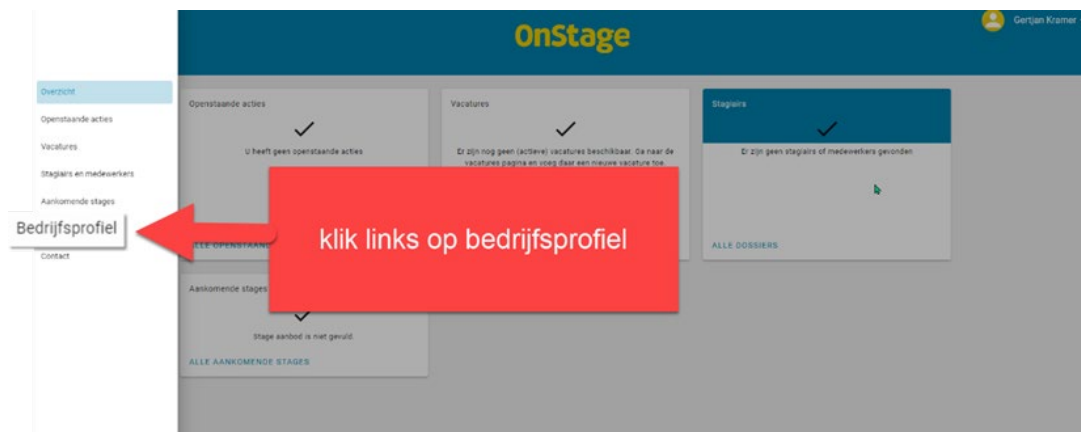 OnStage
Gertjan Kramer
Overzicht
Openstaande acties
Vacatures
Stagiairs en medewerkers
Aankomende stages
Bedrijfsprofiel
Contact
Openstaande acties
U heeft geen openstaande acties
ALLE OPENSTAAND
Vacatures
Er zijn nog geen (actieve) vacatures beschikbaar. Ga naar de
vacatures pagina en voeg daar een nieuwe vacature toe.
Stagiairs
Er zijn geen stagiairs of medewerkers gevonden
ALLE DOSSIERS
klik links op bedrijfsprofiel
Aankomende stages
Stage aanbod is niet gevuld.
ALLE AANKOMENDE STAGES